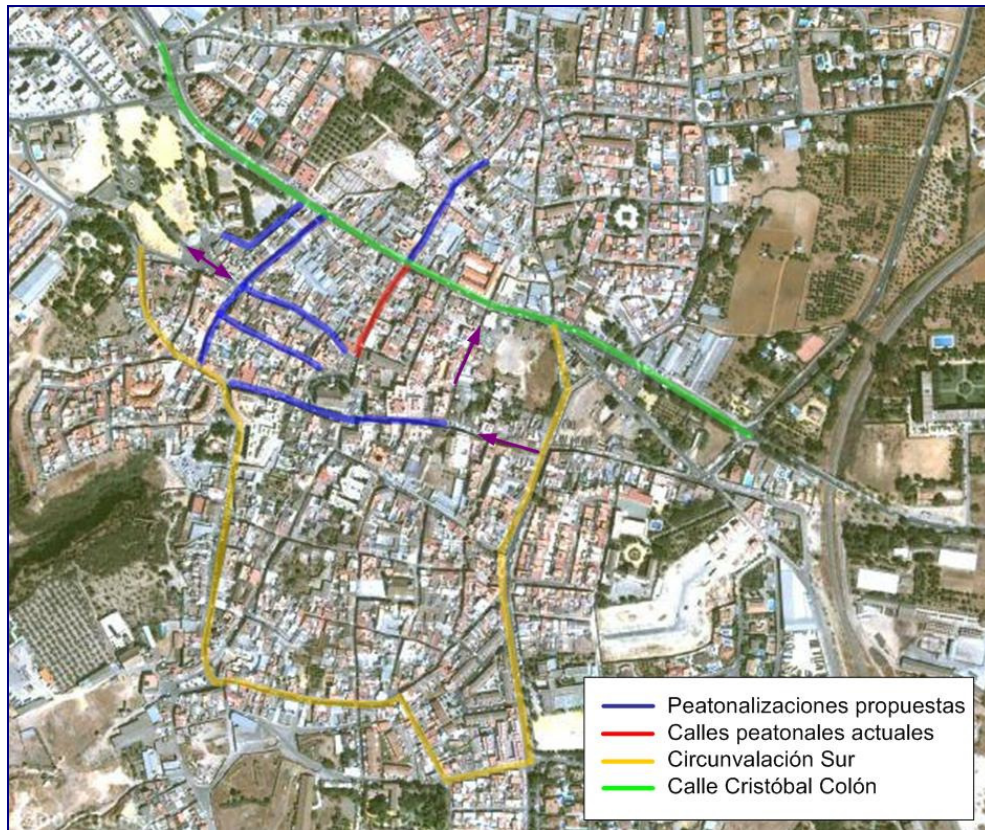 Peatonalizaciones propuestas
Calles peatonales actuales
Circunvalación Sur
Calle Cristóbal Colón